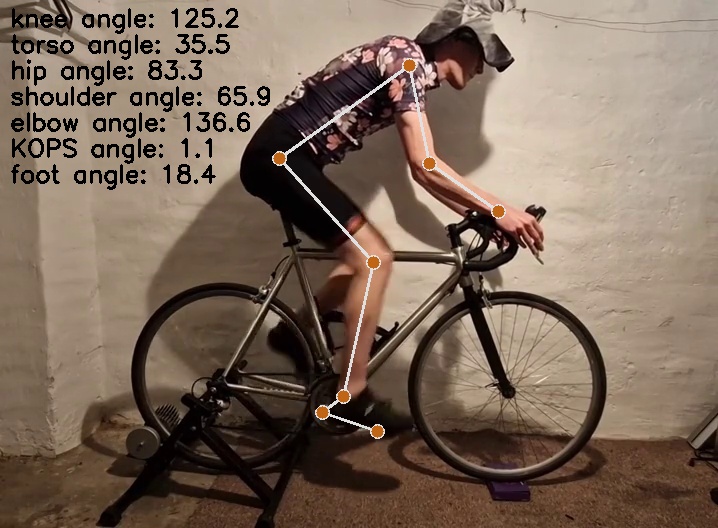 knee angle: 125.2
torso angle: 35.5
hip angle: 83.3
shoulder angle: 65.9
elbow angle: 136.6
KOPS angle: 1.1
foot angle: 18.4